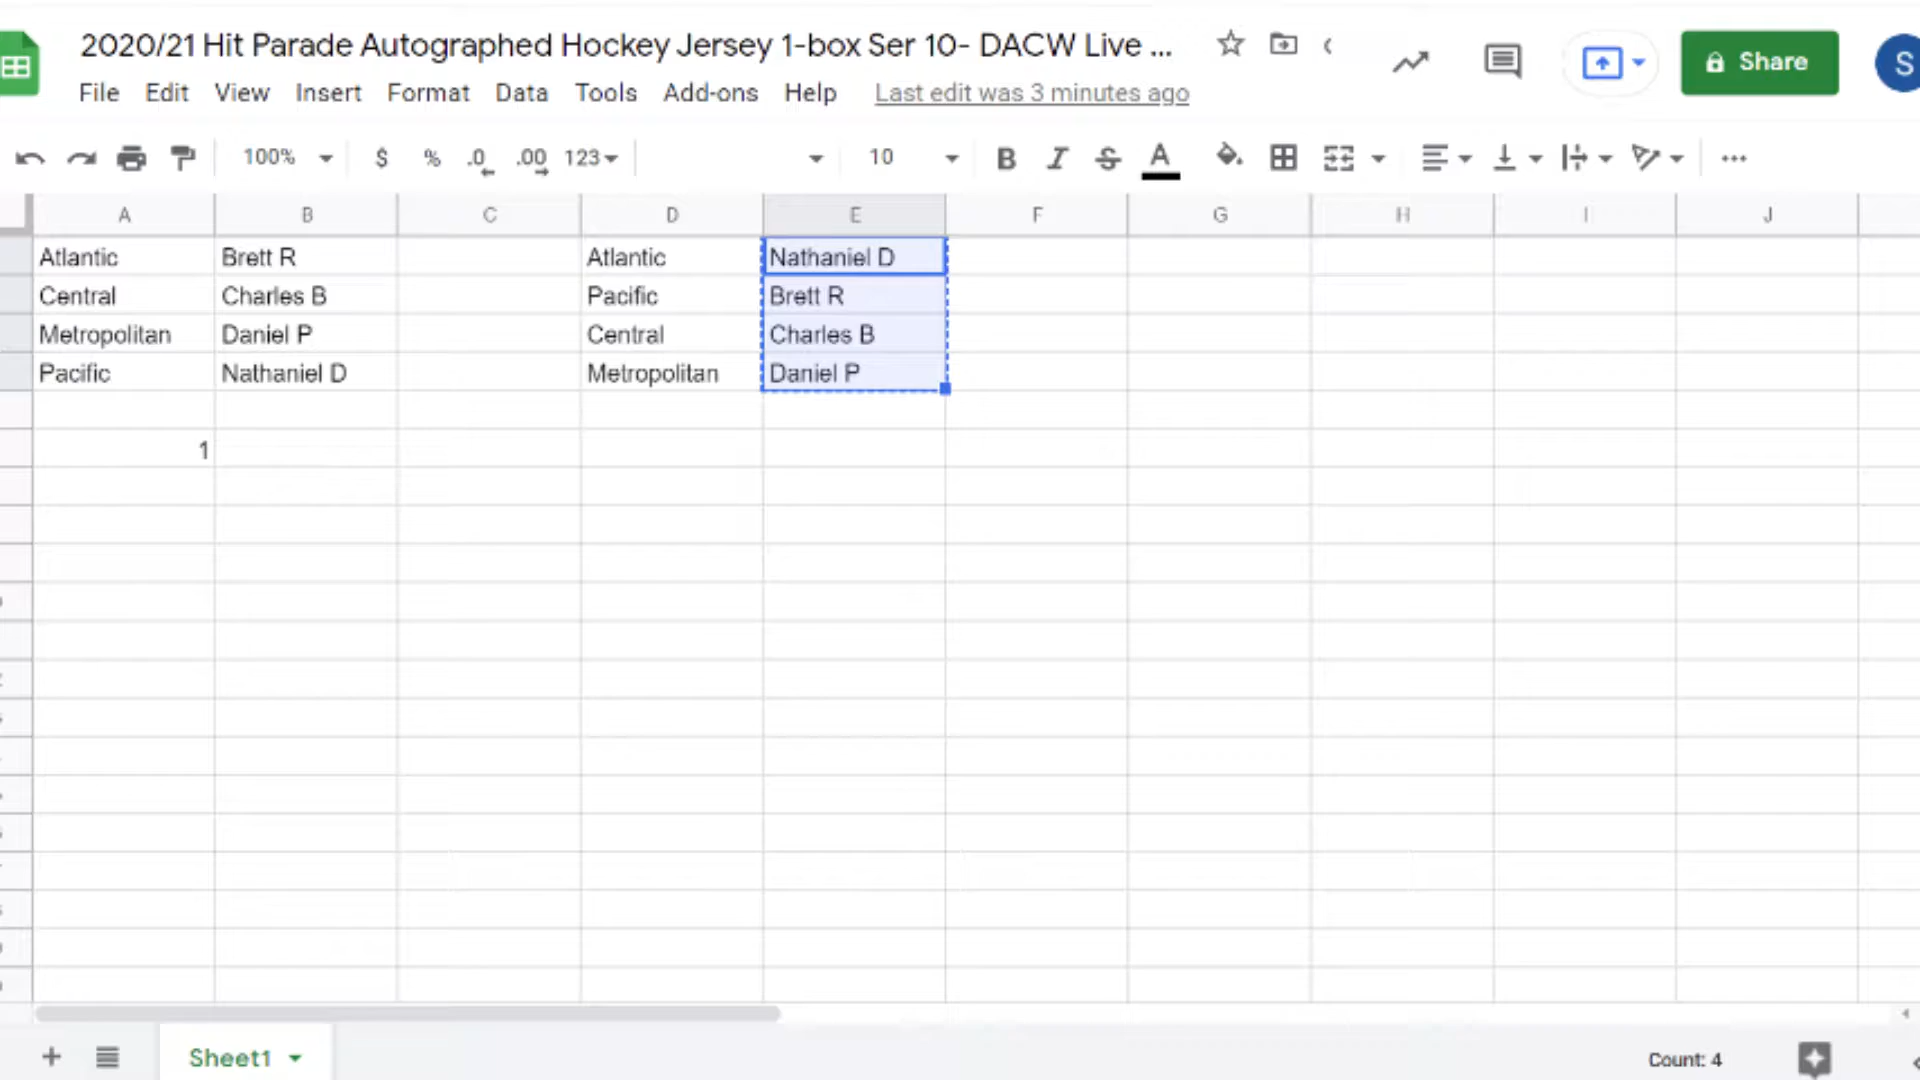 2020/21 Hit Parade Autographed Hockey Jersey 1-box Ser 10- DACW Live ...
Share
S
File Edit View Insert Format Data Tools Add-ons Help Last edit was 3 minutes ago
100% $ % .0 .00 123 10 B I S A
A B C D E F G H I J
Atlantic Brett R Atlantic Nathaniel D
Central Charles B Pacific Brett R
Metropolitan Daniel P Central Charles B
Pacific Nathaniel D Metropolitan Daniel P
1
Sheet1
Count: 4